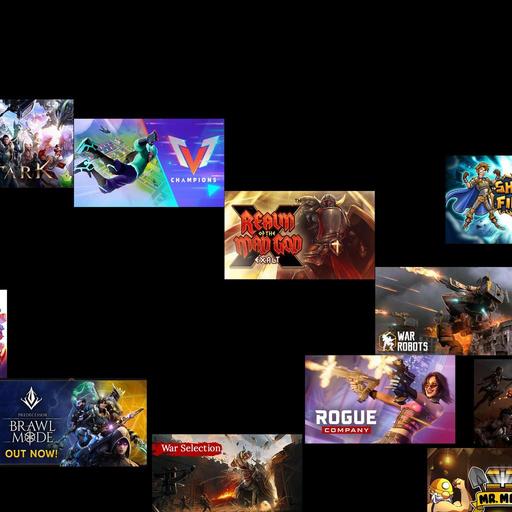 ARK
CHAMPIONS
REALM
OF THE
MAD GOD
EXALT
SH
FI
WAR
ROBOTS
PREDECESSOR
BRAWL
MODE
OUT NOW!
ROGUE
COMPANY
War Selection
MR. M